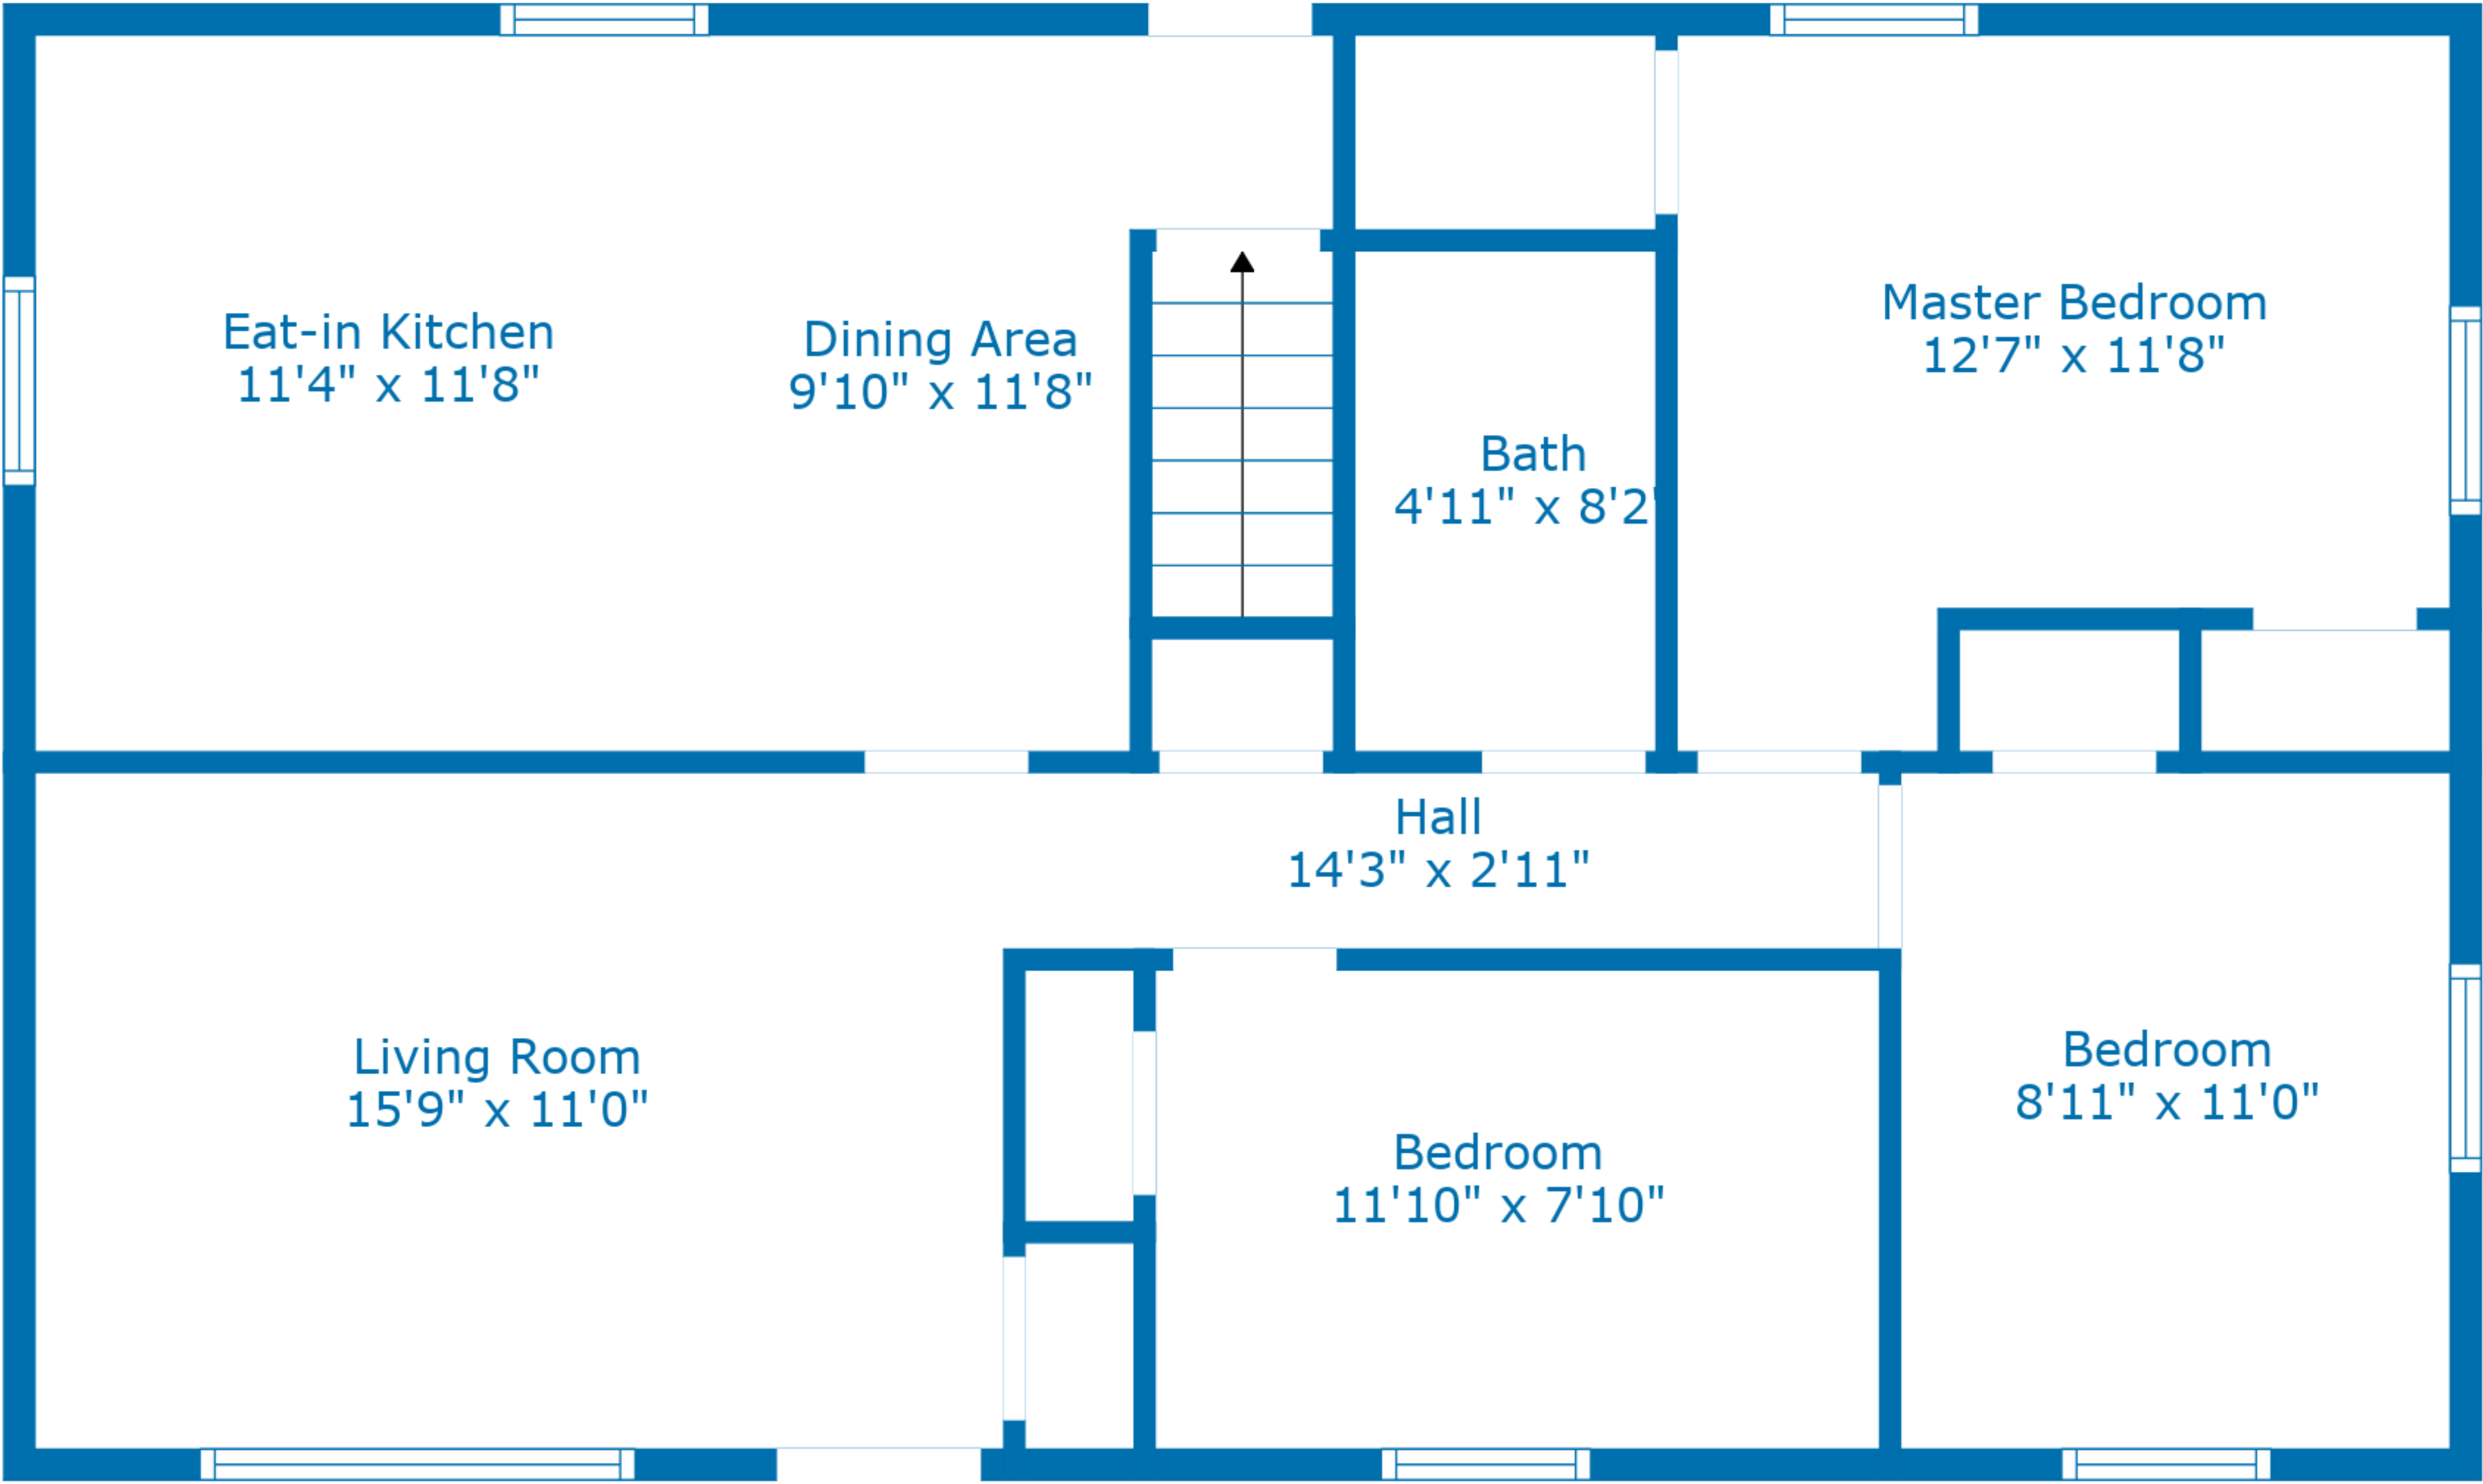 Eat-in Kitchen
11'4" x 11'8"
Dining Area
9'10" x 11'8"
Master Bedroom
12'7" x 11'8"
Bath
4'11" x 8'2'
Hall
14'3" x 2'11"
Living Room
15'9" x 11'0"
Bedroom
11'10" x 7'10"
Bedroom
8'11" x 11'0"